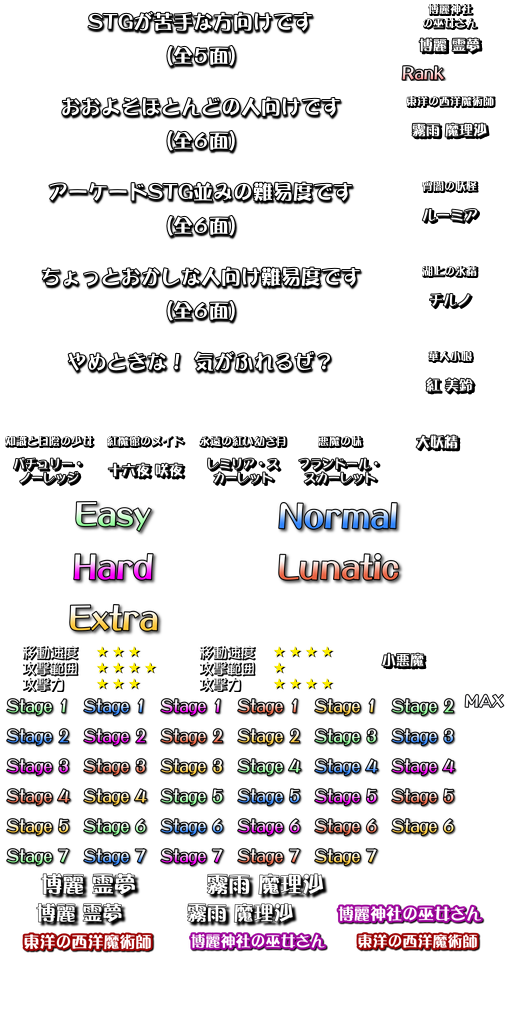 STGが苦手な方向けです
(全5面)
博麗神社
の巫女さん
博麗 霊夢
Rank
おおよそほとんどの人向けです
(全6面)
東洋の西洋魔術師
霧雨 魔理沙
アーケードSTG並みの難易度です
(全6面)
宵闇の妖怪
ルーミア
ちょっとおかしな人向け難易度です
(全6面)
湖上の氷精
チルノ
やめときな! 気がふれるぜ?
華人小娘
紅 美鈴
知識と日陰の少女 紅魔館のメイド 永遠の紅い幼き月 悪魔の妹 大妖精
パチュリー・
ノーレッジ
十六夜 咲夜
レミリア・ス
カーレット
フランドール・
スカーレット
Easy Normal
Hard Lunatic
Extra
移動速度 ★★★ 移動速度 ★★★★
攻撃範囲 ★★★★ 攻撃範囲 ★
攻撃力 ★★★ 攻撃力 ★★★★
小悪魔
Stage 1 Stage 1 Stage 1 Stage 1 Stage 1 Stage 2 MAX
Stage 2 Stage 2 Stage 2 Stage 2 Stage 3 Stage 3
Stage 3 Stage 3 Stage 3 Stage 4 Stage 4 Stage 4
Stage 4 Stage 4 Stage 5 Stage 5 Stage 5 Stage 5
Stage 5 Stage 6 Stage 6 Stage 6 Stage 6 Stage 6
Stage 7 Stage 7 Stage 7 Stage 7 Stage 7
博麗 霊夢 霧雨 魔理沙
博麗 霊夢 霧雨 魔理沙 博麗神社の巫女さん
東洋の西洋魔術師 博麗神社の巫女さん 東洋の西洋魔術師